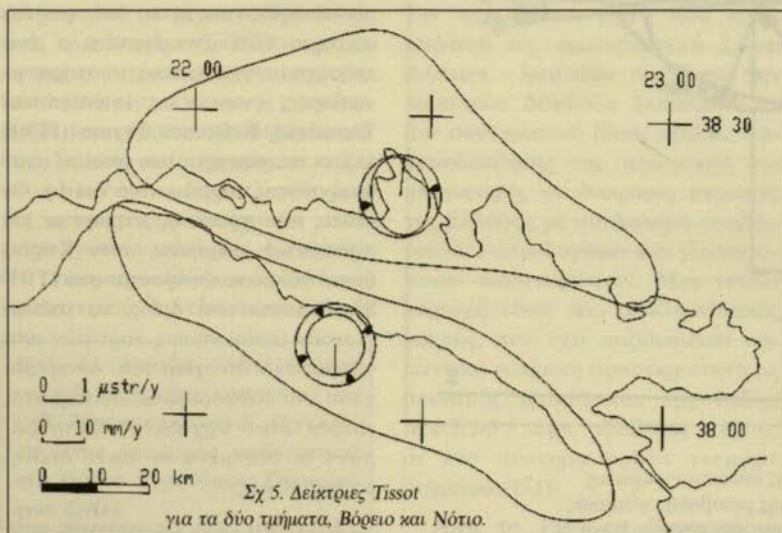 22 00
23 00
38 30
0 1 μstr/y
0 10 mm/y
38 00
0 10 20 km
Σχ 5. Δείκτριες Tissot
για τα δύο τμήματα, Βόρειο και Νότιο.